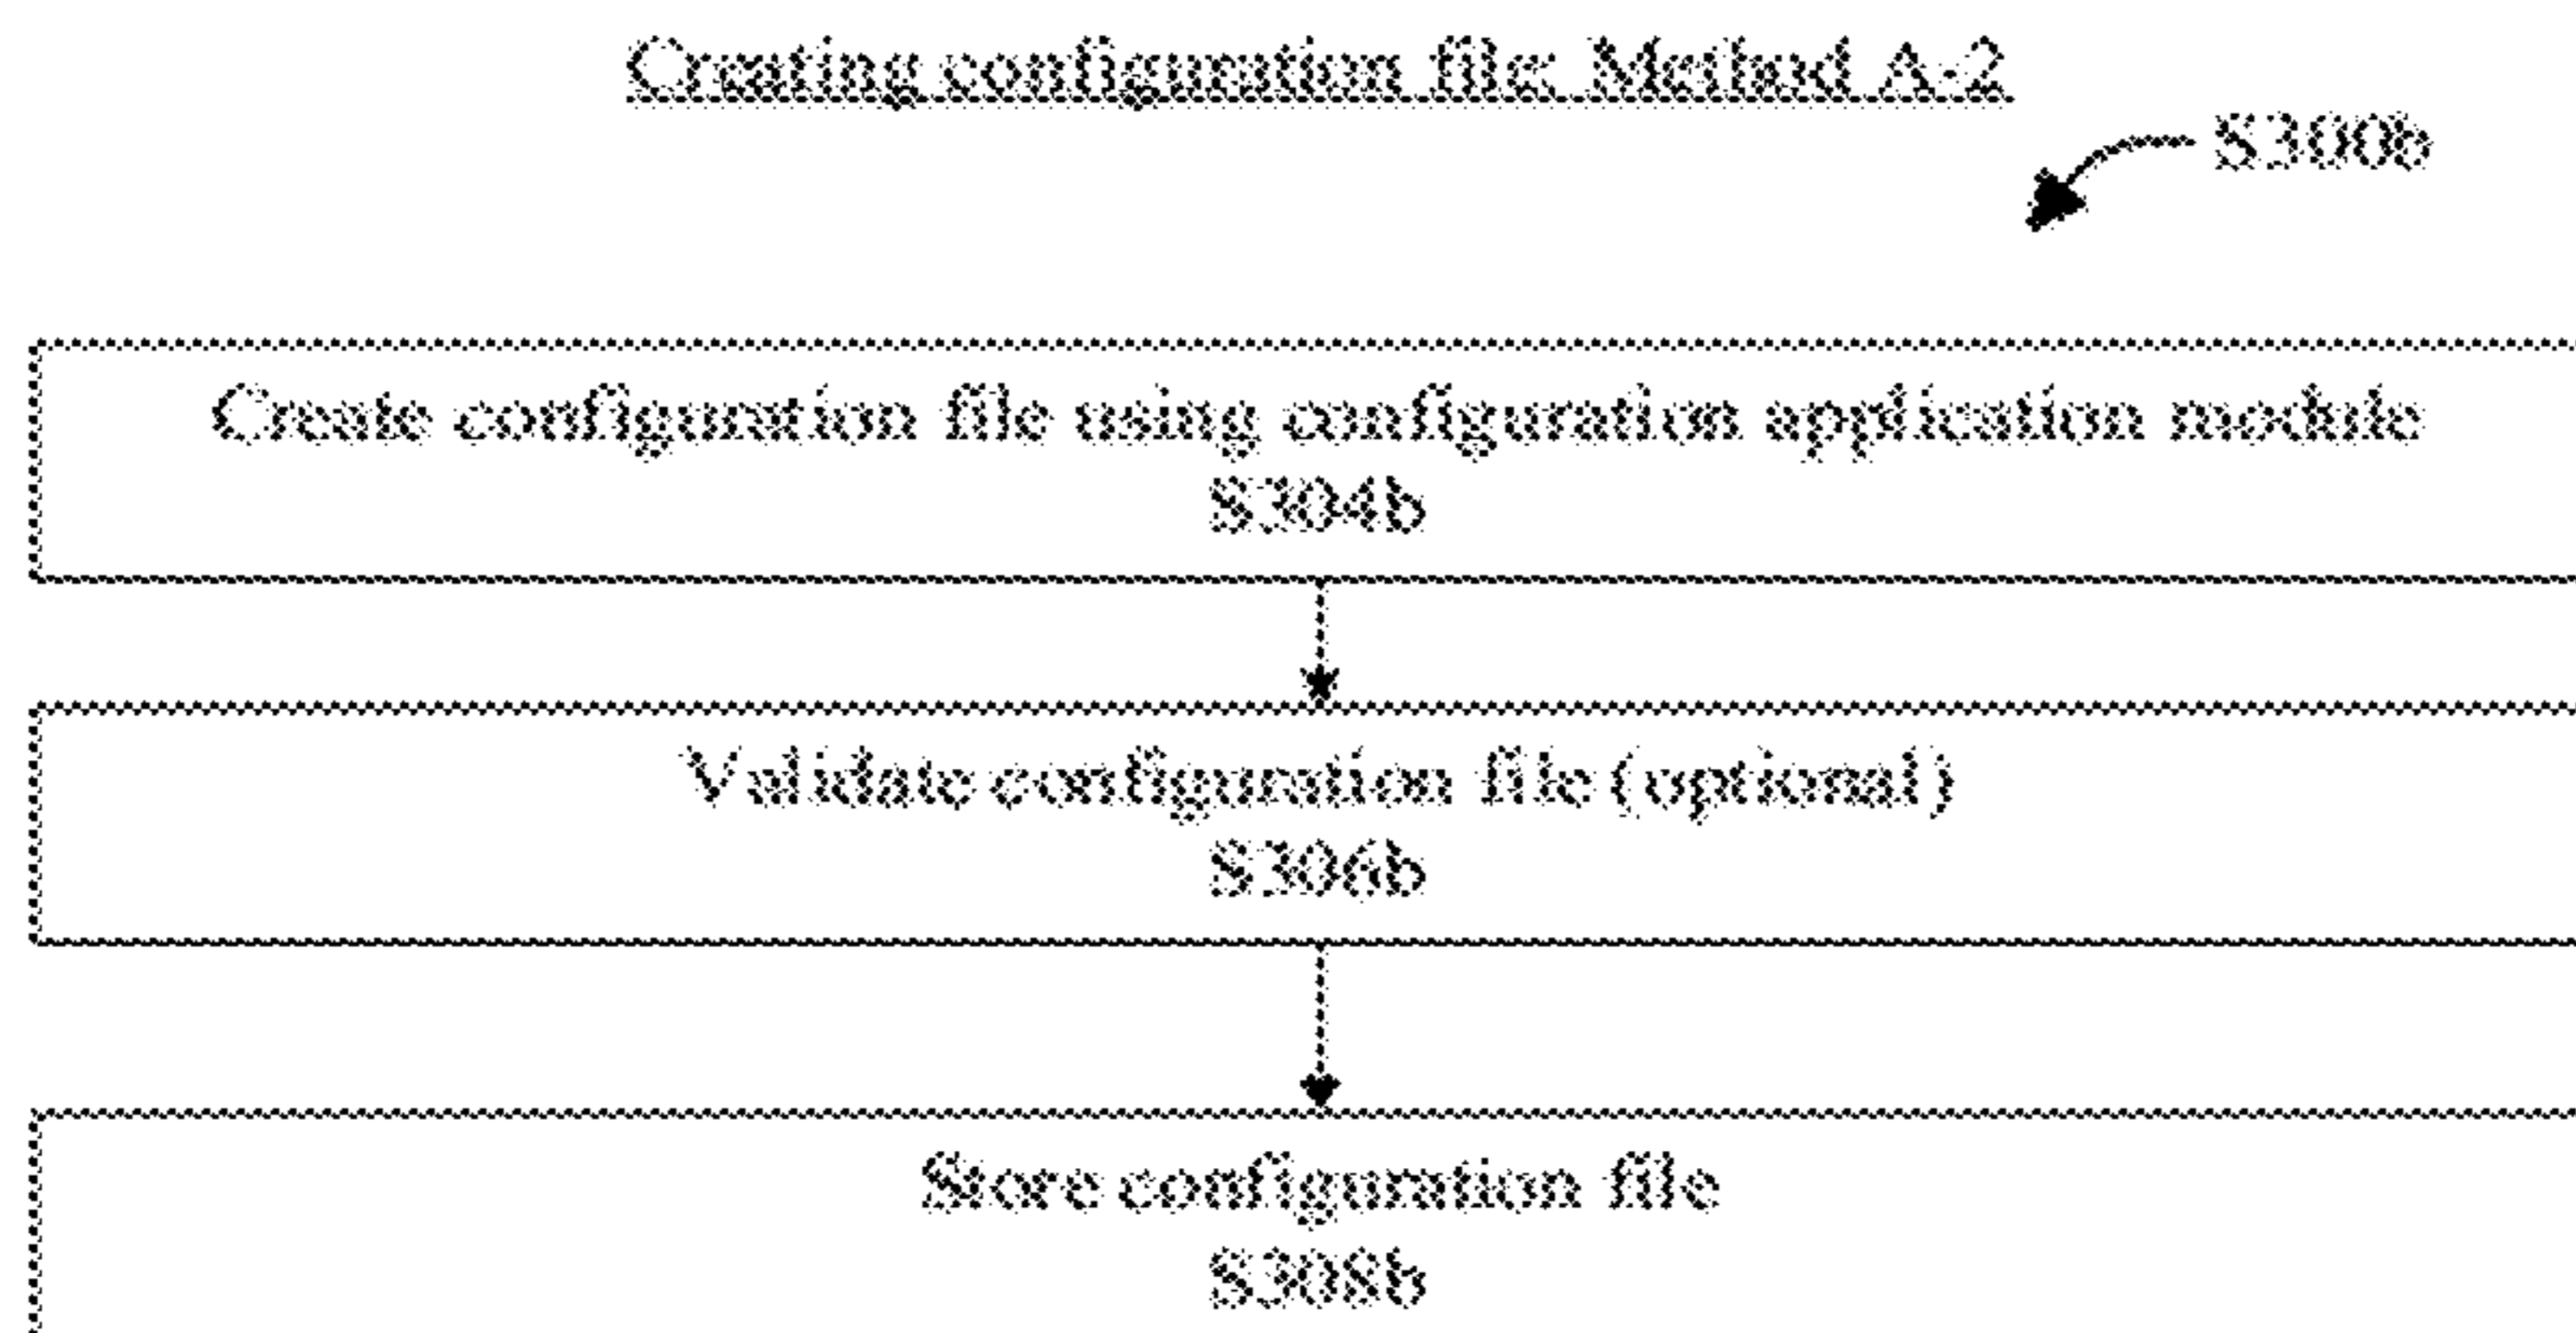 Creating configuration file: Method A-2
S300b
Create configuration file using configuration application module
S304b
Validate configuration file (optional)
S306b
Store configuration file
S308b